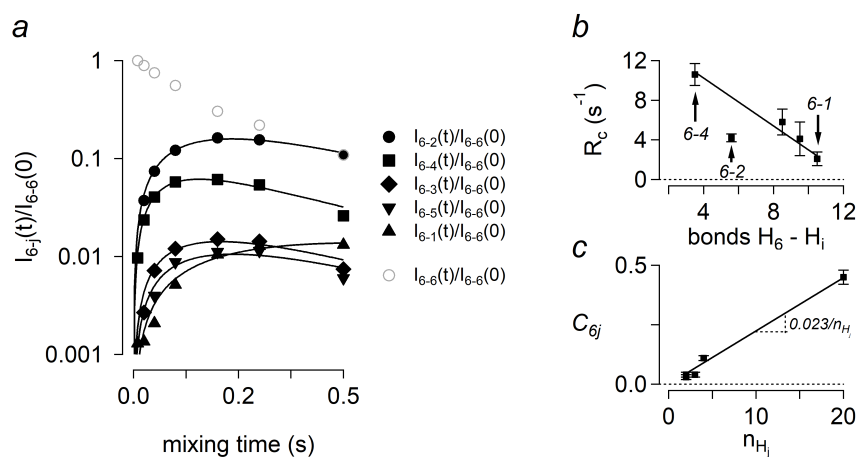 a
1
0.1
0.01
0.001
I6-j(t)/I6-6(0)
0.0
0.2
0.5
mixing time (s)
I6-2(t)/I6-6(0)
I6-4(t)/I6-6(0)
I6-3(t)/I6-6(0)
I6-5(t)/I6-6(0)
I6-1(t)/I6-6(0)
I6-6(t)/I6-6(0)
b
12
8
4
0
Rc (s-1)
6-4
6-2
6-1
4
8
12
bonds H6 - Hi
c
0.5
0.0
C6j
0.023/nHj
0
10
20
nHj